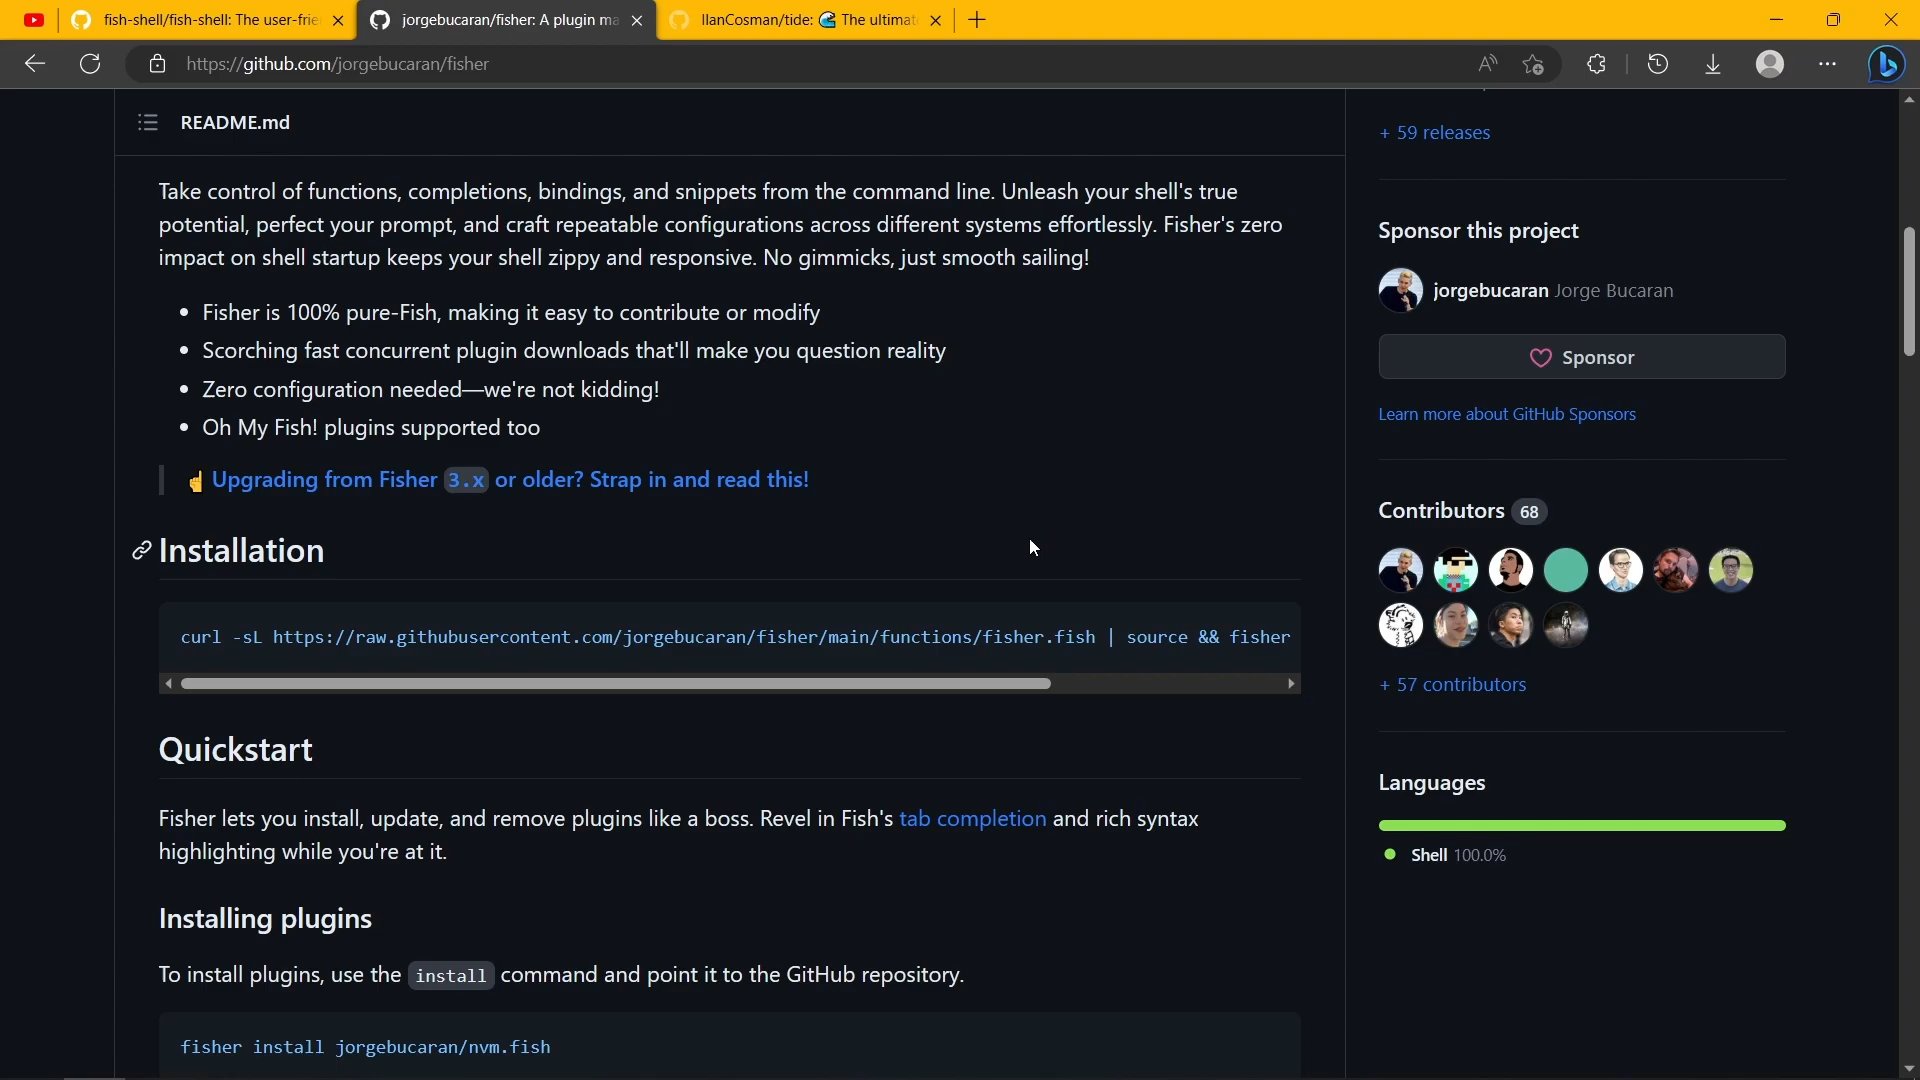 fish-shell/fish-shell: The user-frie
jorgebucaran/fisher: A plugin ma
IlanCosman/tide: 🌊 The ultimat
https://github.com/jorgebucaran/fisher
README.md
Take control of functions, completions, bindings, and snippets from the command line. Unleash your shell's true
potential, perfect your prompt, and craft repeatable configurations across different systems effortlessly. Fisher's zero
impact on shell startup keeps your shell zippy and responsive. No gimmicks, just smooth sailing!
• Fisher is 100% pure-Fish, making it easy to contribute or modify
• Scorching fast concurrent plugin downloads that'll make you question reality
• Zero configuration needed—we're not kidding!
• Oh My Fish! plugins supported too
☝️ Upgrading from Fisher 3.x or older? Strap in and read this!
Installation
curl -sL https://raw.githubusercontent.com/jorgebucaran/fisher/main/functions/fisher.fish | source && fisher
Quickstart
Fisher lets you install, update, and remove plugins like a boss. Revel in Fish's tab completion and rich syntax
highlighting while you're at it.
Installing plugins
To install plugins, use the install command and point it to the GitHub repository.
fisher install jorgebucaran/nvm.fish
+ 59 releases
Sponsor this project
jorgebucaran Jorge Bucaran
Sponsor
Learn more about GitHub Sponsors
Contributors 68
+ 57 contributors
Languages
Shell 100.0%